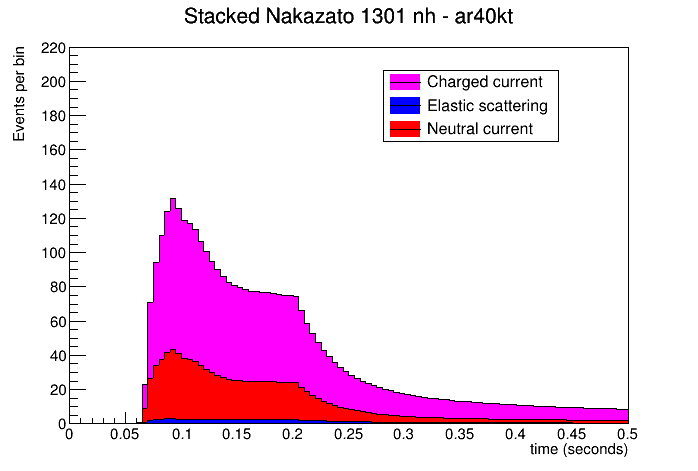 Stacked Nakazato 1301 nh - ar40kt
Events per bin
220
200
180
160
140
120
100
80
60
40
20
0
Charged current
Elastic scattering
Neutral current
0 0.05 0.1 0.15 0.2 0.25 0.3 0.35 0.4 0.45 0.5
time (seconds)